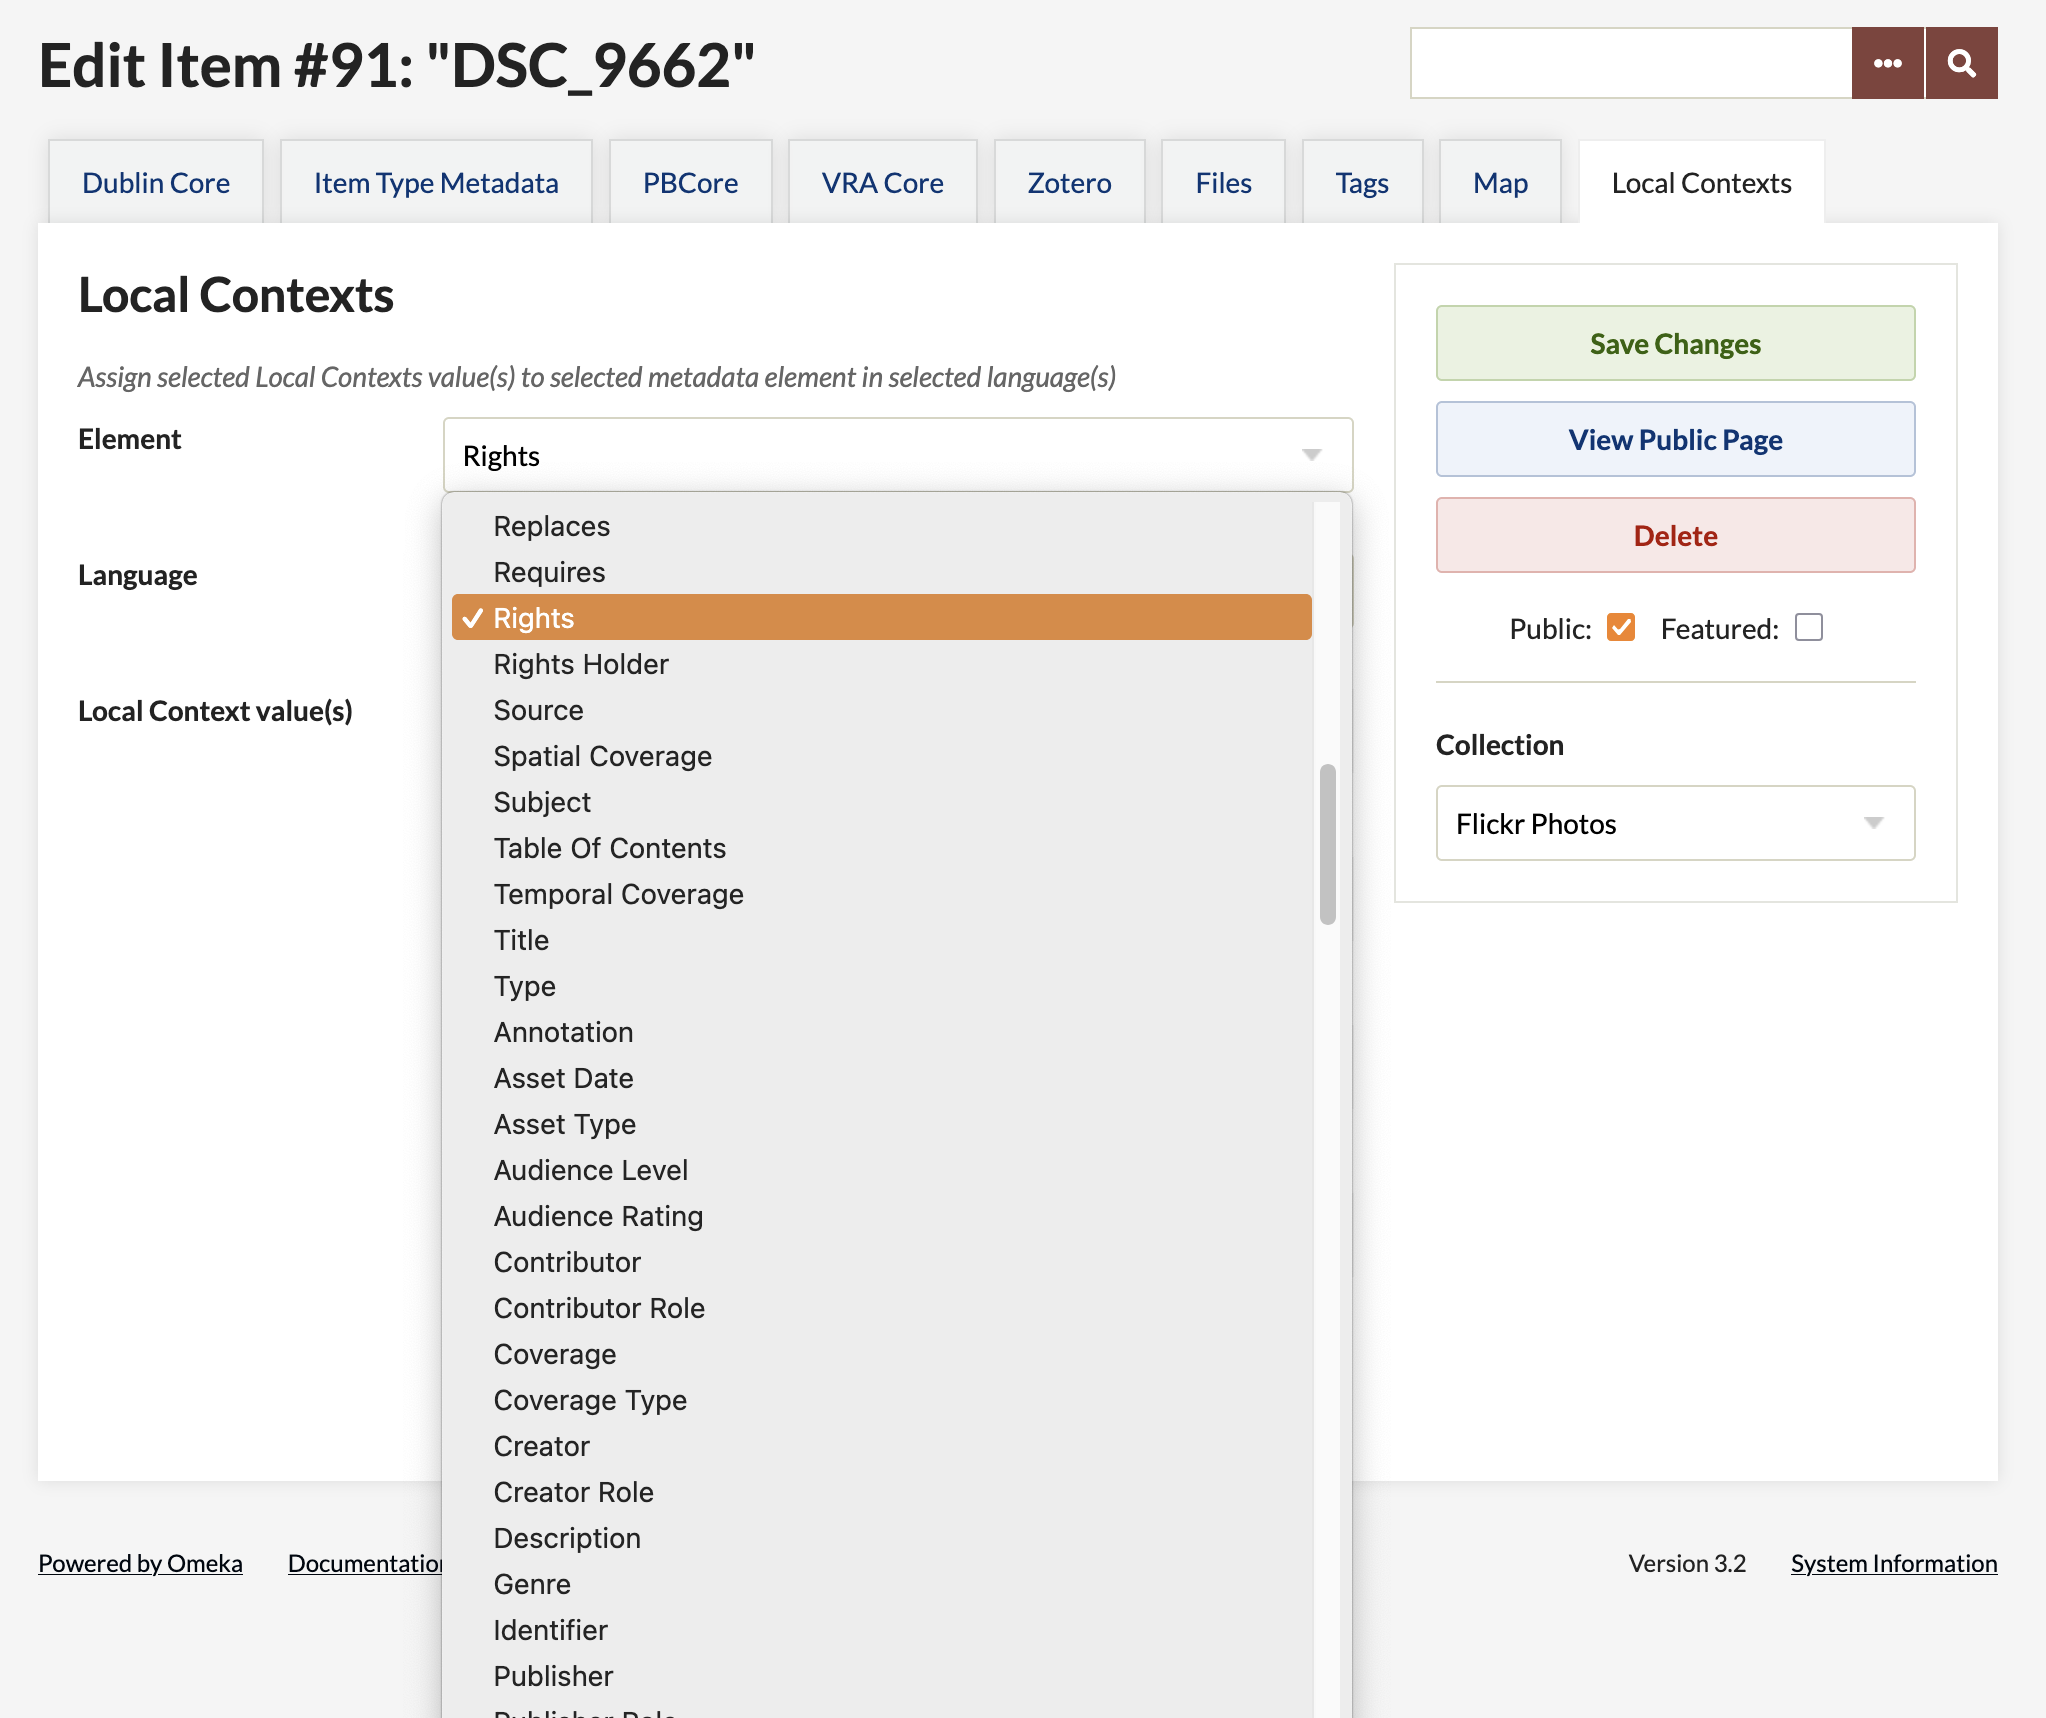 Edit Item #91: "DSC_9662"
Dublin Core
Item Type Metadata
PBCore
VRA Core
Zotero
Files
Tags
Map
Local Contexts
Local Contexts
Assign selected Local Contexts value(s) to selected metadata element in selected language(s)
Element
Rights
Language
Local Context value(s)
Replaces
Requires
✓ Rights
Rights Holder
Source
Spatial Coverage
Subject
Table Of Contents
Temporal Coverage
Title
Type
Annotation
Asset Date
Asset Type
Audience Level
Audience Rating
Contributor
Contributor Role
Coverage
Coverage Type
Creator
Creator Role
Description
Genre
Identifier
Publisher
Publisher Role
Save Changes
View Public Page
Delete
Public: Featured:
Collection
Flickr Photos
Powered by Omeka
Documentation
Version 3.2
System Information